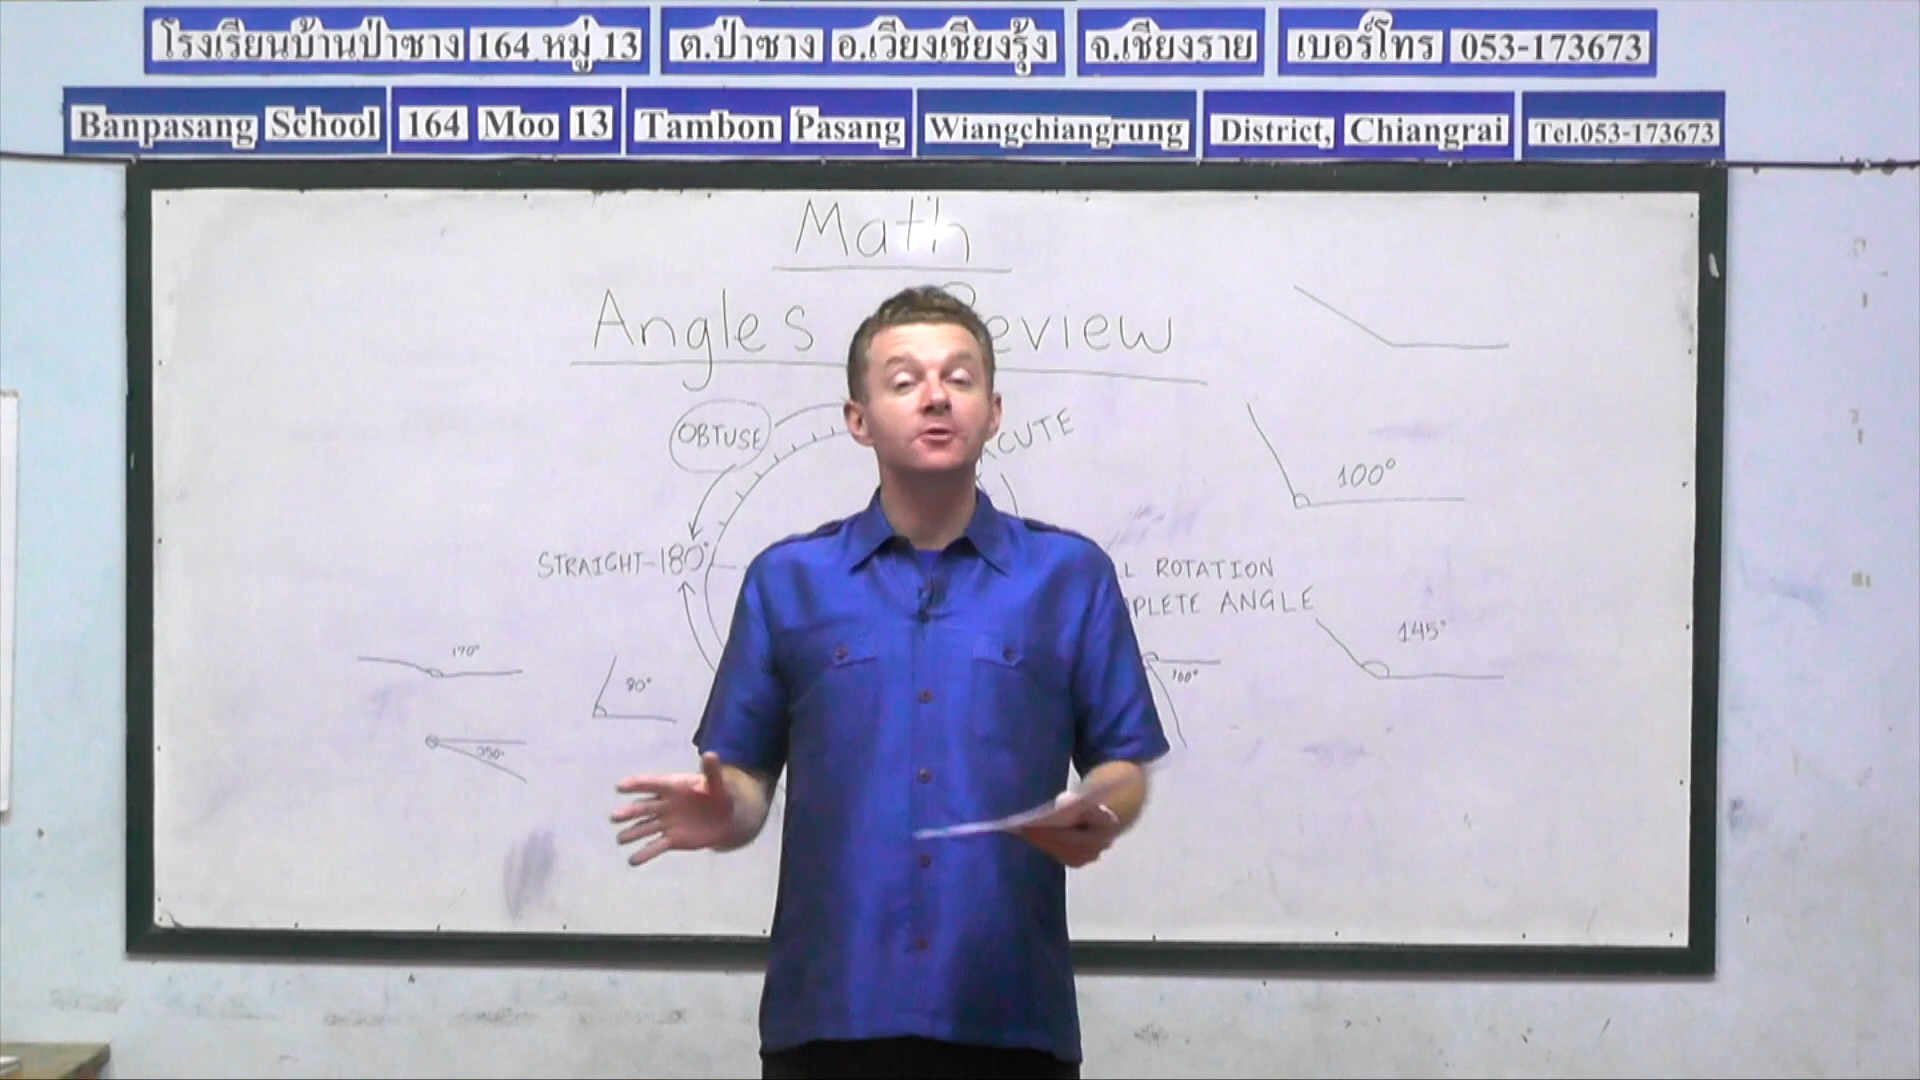 โรงเรียนบ้านป่าซาง 164 หมู่ 13 ต.ป่าซาง อ.เวียงเชียงรุ้ง จ.เชียงราย เบอร์โทร 053-173673
Banpasang School 164 Moo 13 Tambon Pasang Wiangchiangrung District, Chiangrai Tel.053-173673
Math
Angles Review
OBTUSE
ACUTE
100°
STRAIGHT-180°
ROTATION
ANGLE
145°
170°
80°
350°